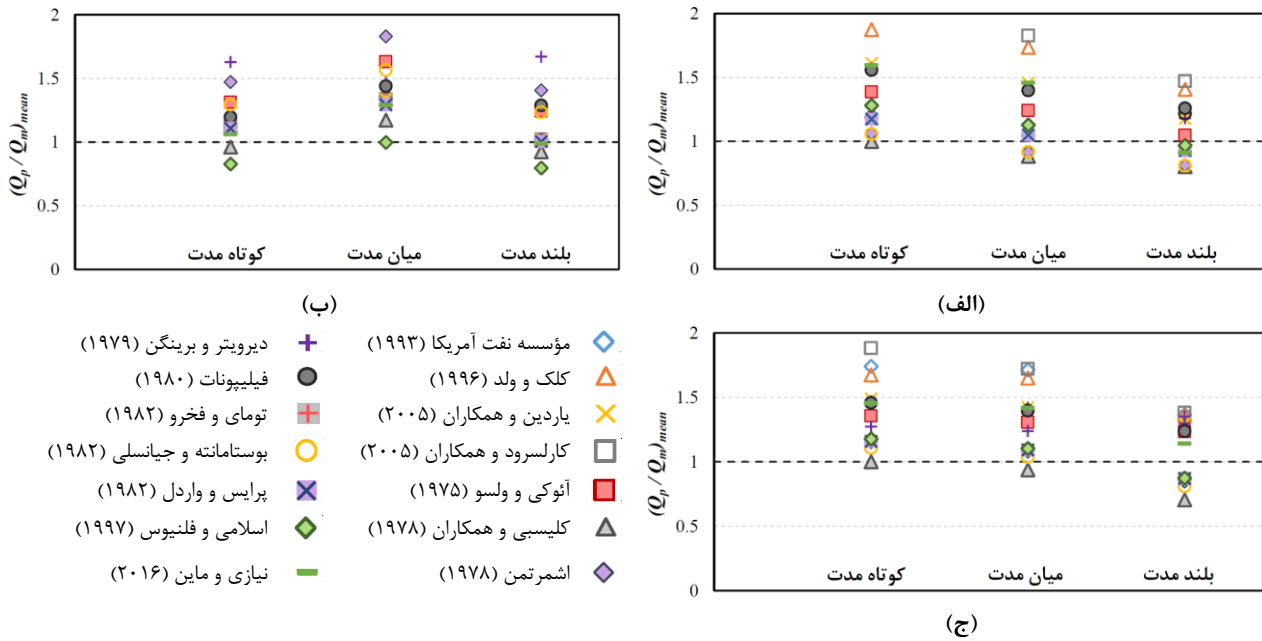 2
1.5
1
0.5
0
(Qp / Qm)mean
کوتاه مدت
میان مدت
بلند مدت
(الف)
2
1.5
1
0.5
0
(Qp / Qm)mean
کوتاه مدت
میان مدت
بلند مدت
(ب)
2
1.5
1
0.5
0
(Qp / Qm)mean
کوتاه مدت
میان مدت
بلند مدت
(ج)
مؤسسه نفت آمریکا (۱۹۹۳)
دیرویتر و برینگن (۱۹۷۹)
کلک و ولد (۱۹۹۶)
فیلیپونات (۱۹۸۰)
یاردین و همکاران (۲۰۰۵)
تومای و فخرو (۱۹۸۲)
کارلسرود و همکاران (۲۰۰۵)
بوستامانته و جیانسلی (۱۹۸۲)
آئوکی و ولسو (۱۹۷۵)
پرایس و واردل (۱۹۸۲)
کلیسبی و همکاران (۱۹۷۸)
اسلامی و فلنیوس (۱۹۹۷)
اشمرتمن (۱۹۷۸)
نیازی و ماین (۲۰۱۶)